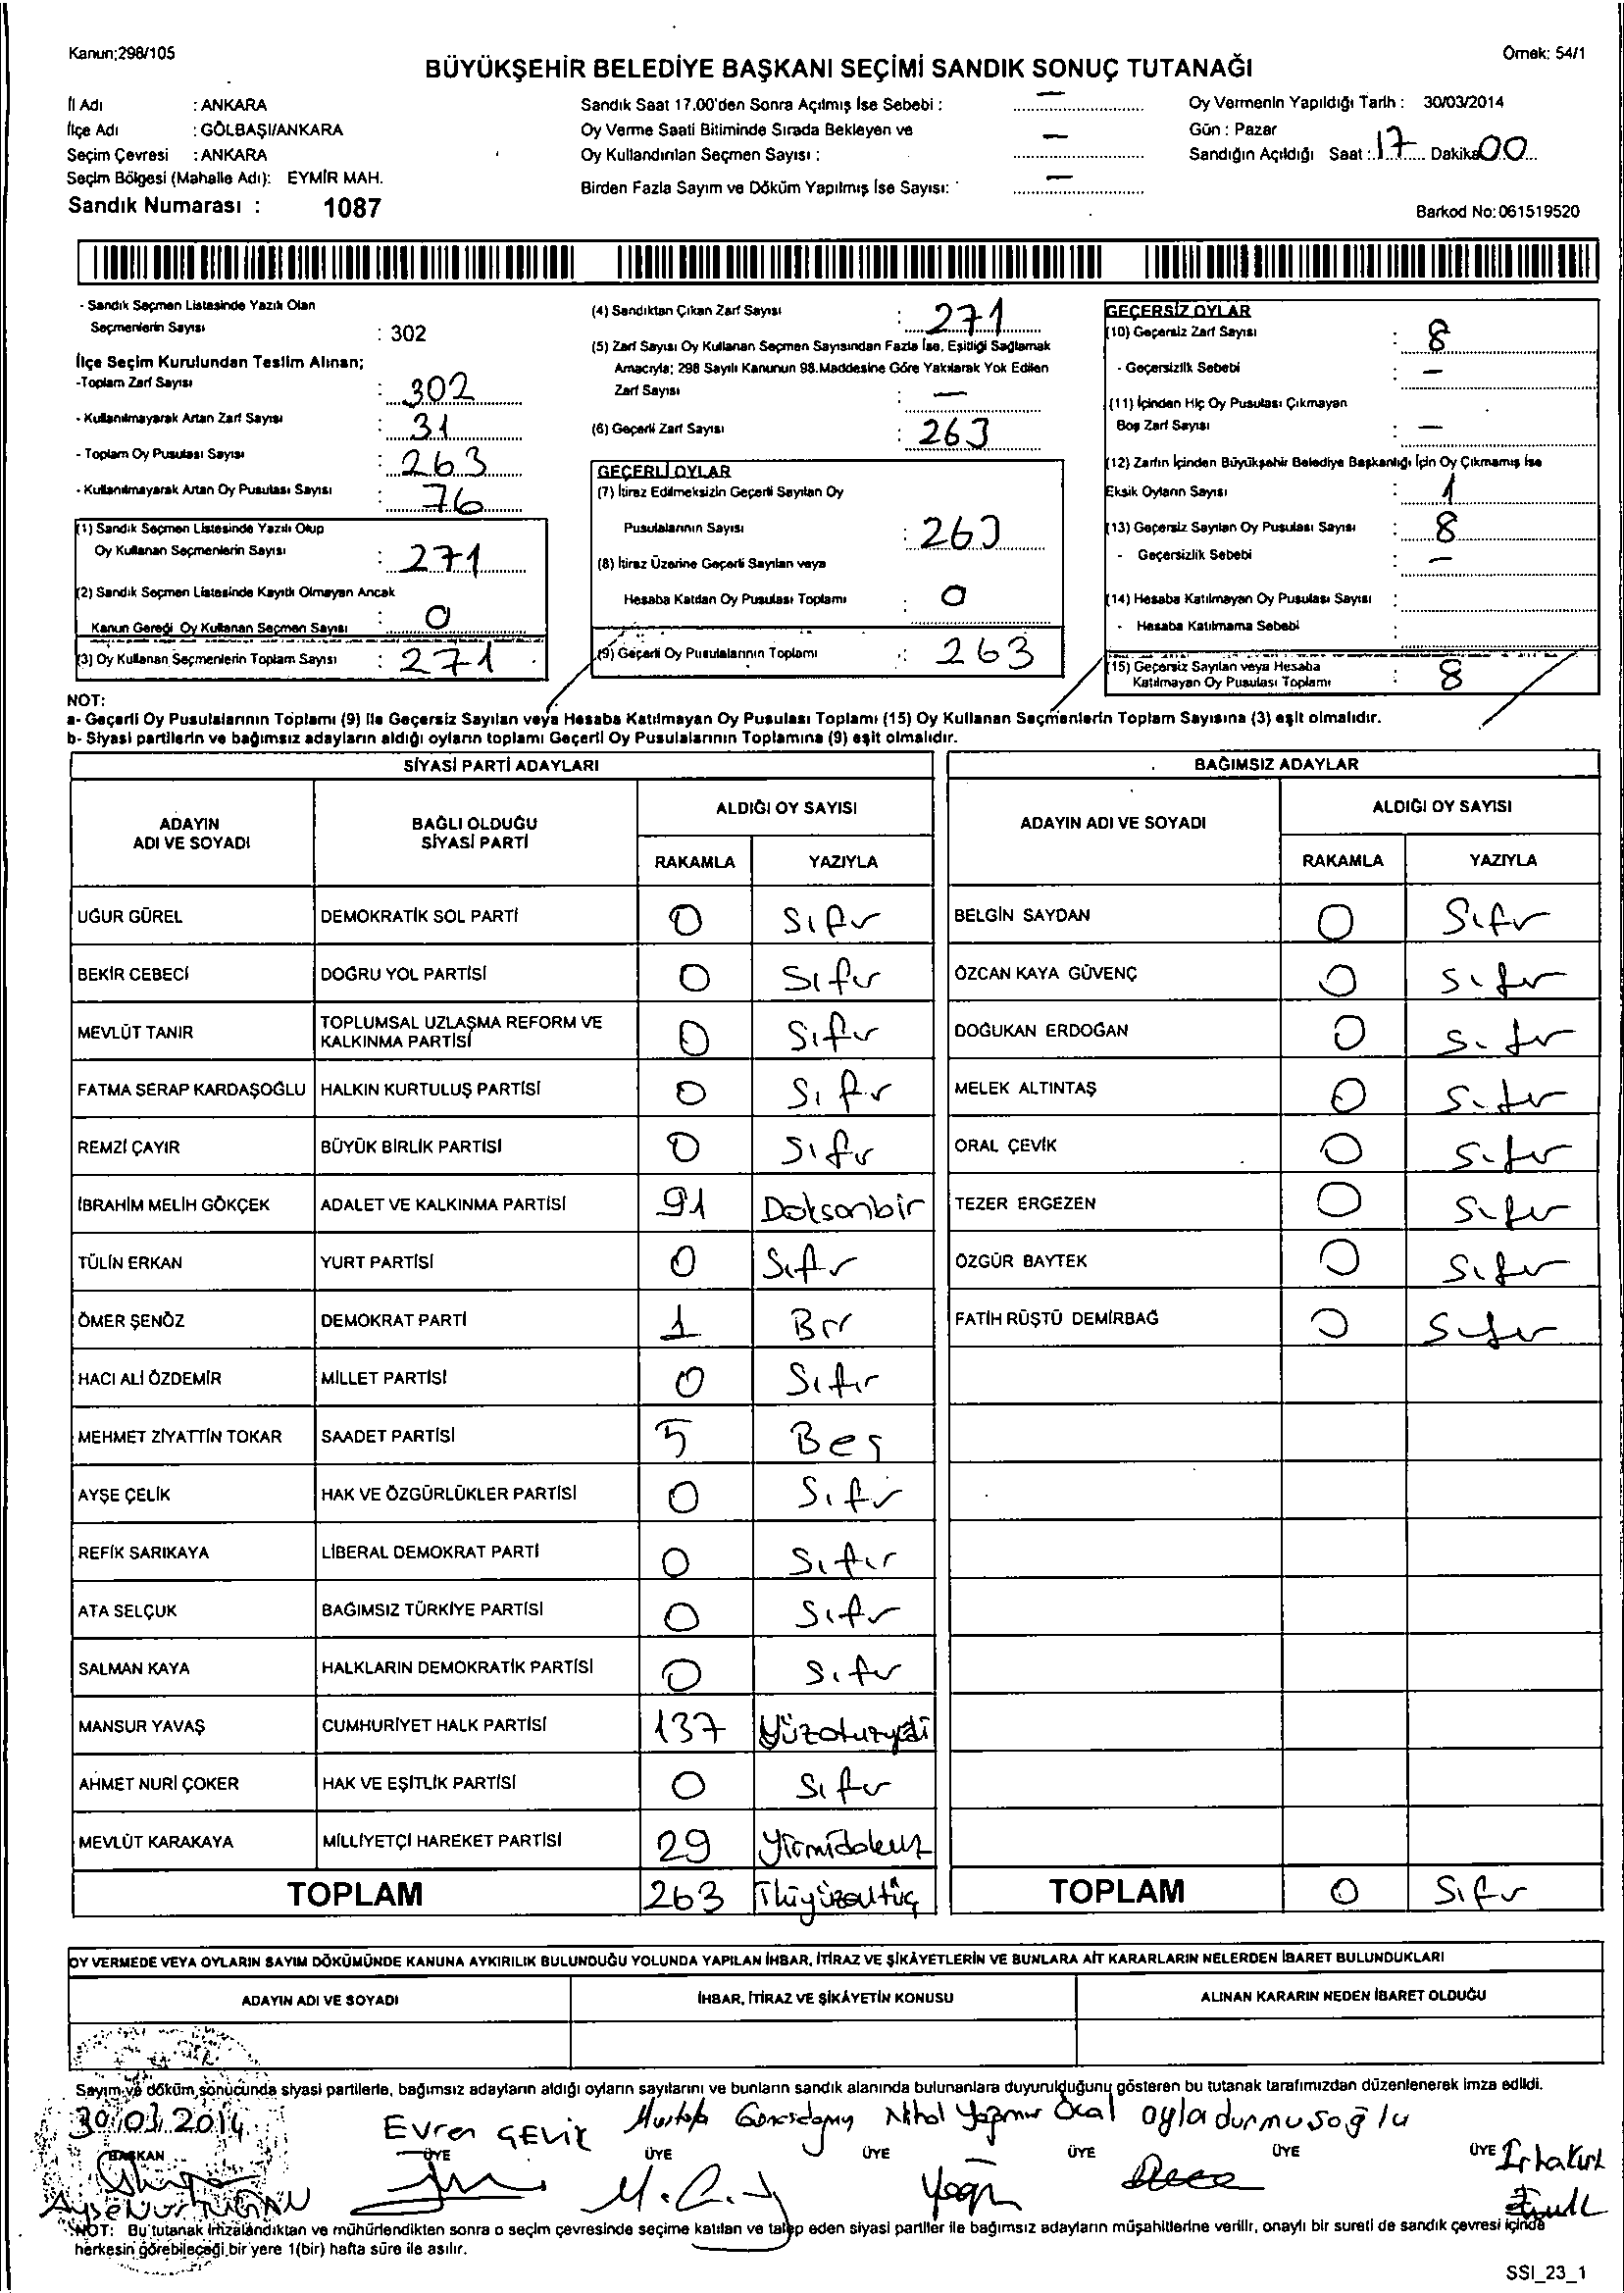 Kanun;298/105
Örnek: 54/1
BÜYÜKŞEHİR BELEDİYE BAŞKANI SEÇİMİ SANDIK SONUÇ TUTANAĞI
İl Adı : ANKARA
İlçe Adı : GÖLBAŞI/ANKARA
Seçim Çevresi : ANKARA
Seçim Bölgesi (Mahalle Adı): EYMİR MAH.
Sandık Numarası : 1087
Sandık Saat 17.00'den Sonra Açılmış İse Sebebi : —
Oy Verme Saati Bitiminde Sırada Bekleyen ve
Oy Kullandırılan Seçmen Sayısı : —
Birden Fazla Sayım ve Döküm Yapılmış İse Sayısı: —
Oy Vermenin Yapıldığı Tarih : 30/03/2014
Gün : Pazar
Sandığın Açıldığı Saat : 17 Dakika 00
Barkod No: 061519520
- Sandık Seçmen Listesinde Yazılı Olan
Seçmenlerin Sayısı : 302
İlçe Seçim Kurulundan Teslim Alınan;
-Toplam Zarf Sayısı : 302
- Kullanılmayarak Artan Zarf Sayısı : 31
- Toplam Oy Pusulası Sayısı : 263
- Kullanılmayarak Artan Oy Pusulası Sayısı : 76
(1) Sandık Seçmen Listesinde Yazılı Olup
Oy Kullanan Seçmenlerin Sayısı : 271
(2) Sandık Seçmen Listesinde Kayıtlı Olmayan Ancak
Kanun Gereği Oy Kullanan Seçmen Sayısı : 0
(3) Oy Kullanan Seçmenlerin Toplam Sayısı : 271
(4) Sandıktan Çıkan Zarf Sayısı : 271
(5) Zarf Sayısı Oy Kullanan Seçmen Sayısından Fazla İse, Eşitliği Sağlamak
Amacıyla; 298 Sayılı Kanunun 98.Maddesine Göre Yakılarak Yok Edilen
Zarf Sayısı : —
(6) Geçerli Zarf Sayısı : 263
GEÇERLİ OYLAR
(7) İtiraz Edilmeksizin Geçerli Sayılan Oy
Pusulalarının Sayısı : 263
(8) İtiraz Üzerine Geçerli Sayılan veya
Hesaba Katılan Oy Pusulası Toplamı : 0
(9) Geçerli Oy Pusulalarının Toplamı : 263
GEÇERSİZ OYLAR
(10) Geçersiz Zarf Sayısı : 8
- Geçersizlik Sebebi : —
(11) İçinden Hiç Oy Pusulası Çıkmayan
Boş Zarf Sayısı : —
(12) Zarfın İçinden Büyükşehir Belediye Başkanlığı İçin Oy Çıkmamış İse
Eksik Oyların Sayısı : 1
(13) Geçersiz Sayılan Oy Pusulası Sayısı : 8
- Geçersizlik Sebebi : —
(14) Hesaba Katılmayan Oy Pusulası Sayısı :
- Hesaba Katılmama Sebebi :
(15) Geçersiz Sayılan veya Hesaba
Katılmayan Oy Pusulası Toplamı : 8
NOT:
a- Geçerli Oy Pusulalarının Toplamı (9) ile Geçersiz Sayılan veya Hesaba Katılmayan Oy Pusulası Toplamı (15) Oy Kullanan Seçmenlerin Toplam Sayısına (3) eşit olmalıdır.
b- Siyasi partilerin ve bağımsız adayların aldığı oyların toplamı Geçerli Oy Pusulalarının Toplamına (9) eşit olmalıdır.
SİYASİ PARTİ ADAYLARI
ADAYIN ADI VE SOYADI BAĞLI OLDUĞU SİYASİ PARTİ ALDIĞI OY SAYISI
RAKAMLA YAZIYLA
UĞUR GÜREL DEMOKRATİK SOL PARTİ 0 Sıfır
BEKİR CEBECİ DOĞRU YOL PARTİSİ 0 Sıfır
MEVLÜT TANIR TOPLUMSAL UZLAŞMA REFORM VE KALKINMA PARTİSİ 0 Sıfır
FATMA SERAP KARDAŞOĞLU HALKIN KURTULUŞ PARTİSİ 0 Sıfır
REMZİ ÇAYIR BÜYÜK BİRLİK PARTİSİ 0 Sıfır
İBRAHİM MELİH GÖKÇEK ADALET VE KALKINMA PARTİSİ 91 Doksanbir
TÜLİN ERKAN YURT PARTİSİ 0 Sıfır
ÖMER ŞENÖZ DEMOKRAT PARTİ 1 Bir
HACI ALİ ÖZDEMİR MİLLET PARTİSİ 0 Sıfır
MEHMET ZİYATTİN TOKAR SAADET PARTİSİ 5 Beş
AYŞE ÇELİK HAK VE ÖZGÜRLÜKLER PARTİSİ 0 Sıfır
REFİK SARIKAYA LİBERAL DEMOKRAT PARTİ 0 Sıfır
ATA SELÇUK BAĞIMSIZ TÜRKİYE PARTİSİ 0 Sıfır
SALMAN KAYA HALKLARIN DEMOKRATİK PARTİSİ 0 Sıfır
MANSUR YAVAŞ CUMHURİYET HALK PARTİSİ 137 Yüzotuzyedi
AHMET NURİ ÇOKER HAK VE EŞİTLİK PARTİSİ 0 Sıfır
MEVLÜT KARAKAYA MİLLİYETÇİ HAREKET PARTİSİ 29 Yirmidokuz
TOPLAM 263
BAĞIMSIZ ADAYLAR
ADAYIN ADI VE SOYADI ALDIĞI OY SAYISI
RAKAMLA YAZIYLA
BELGİN SAYDAN 0 Sıfır
ÖZCAN KAYA GÜVENÇ 0 Sıfır
DOĞUKAN ERDOĞAN 0 Sıfır
MELEK ALTINTAŞ 0 Sıfır
ORAL ÇEVİK 0 Sıfır
TEZER ERGEZEN 0 Sıfır
ÖZGÜR BAYTEK 0 Sıfır
FATİH RÜŞTÜ DEMİRBAĞ 0 Sıfır
TOPLAM 0 Sıfır
OY VERMEDE VEYA OYLARIN SAYIM DÖKÜMÜNDE KANUNA AYKIRILIK BULUNDUĞU YOLUNDA YAPILAN İHBAR, İTİRAZ VE ŞİKÂYETLERİN VE BUNLARA AİT KARARLARIN NELERDEN İBARET BULUNDUKLARI
ADAYIN ADI VE SOYADI İHBAR, İTİRAZ VE ŞİKÂYETİN KONUSU ALINAN KARARIN NEDEN İBARET OLDUĞU
Sayım ve döküm sonucunda siyasi partilerle, bağımsız adayların aldığı oyların sayılarını ve bunların sandık alanında bulunanlara duyurulduğunu gösteren bu tutanak tarafımızdan düzenlenerek imza edildi.
30.03.2014 Evren ÇELİK Mustafa Nihal Yağmur Öcal Ayla durmuşoğlu
BAŞKAN ÜYE ÜYE ÜYE ÜYE ÜYE ÜYE
Ayşenur
NOT: Bu tutanak imzalandıktan ve mühürlendikten sonra o seçim çevresinde seçime katılan ve talep eden siyasi partiler ile bağımsız adayların müşahitlerine verilir, onaylı bir sureti de sandık çevresi içinde
herkesin görebileceği bir yere 1(bir) hafta süre ile asılır.
SSI_23_1